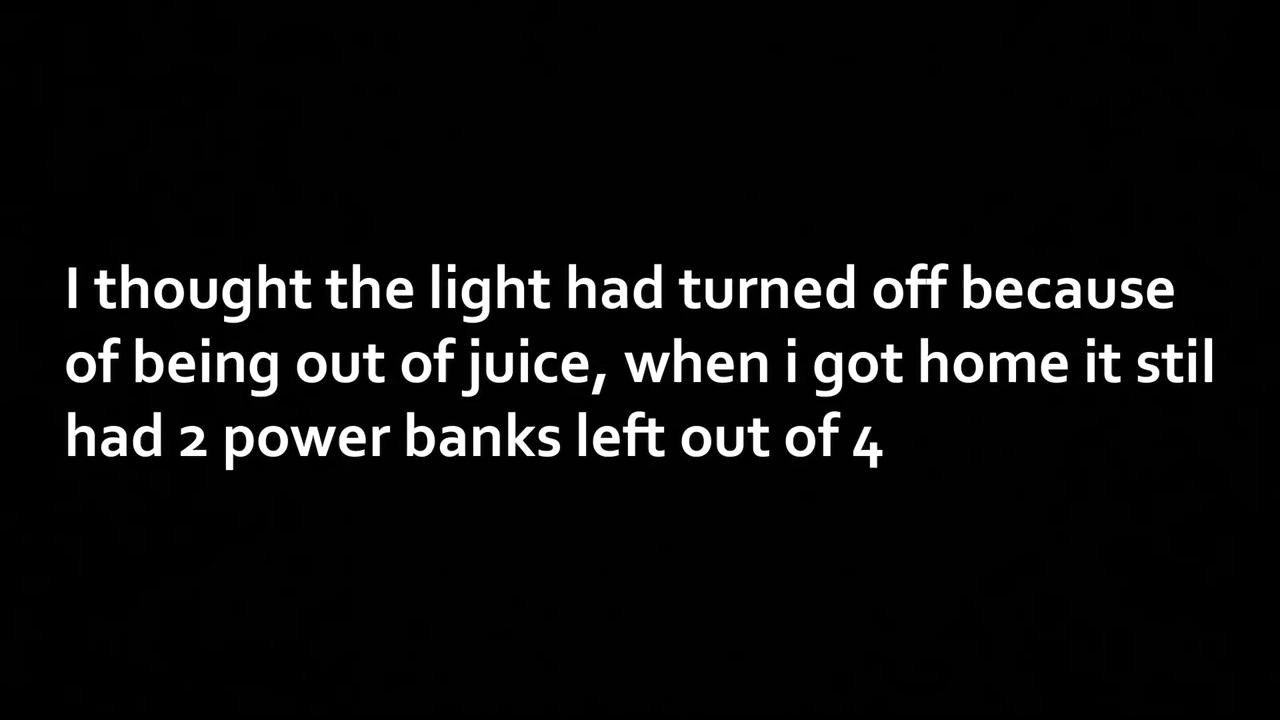 I thought the light had turned off because
of being out of juice, when i got home it stil
had 2 power banks left out of 4